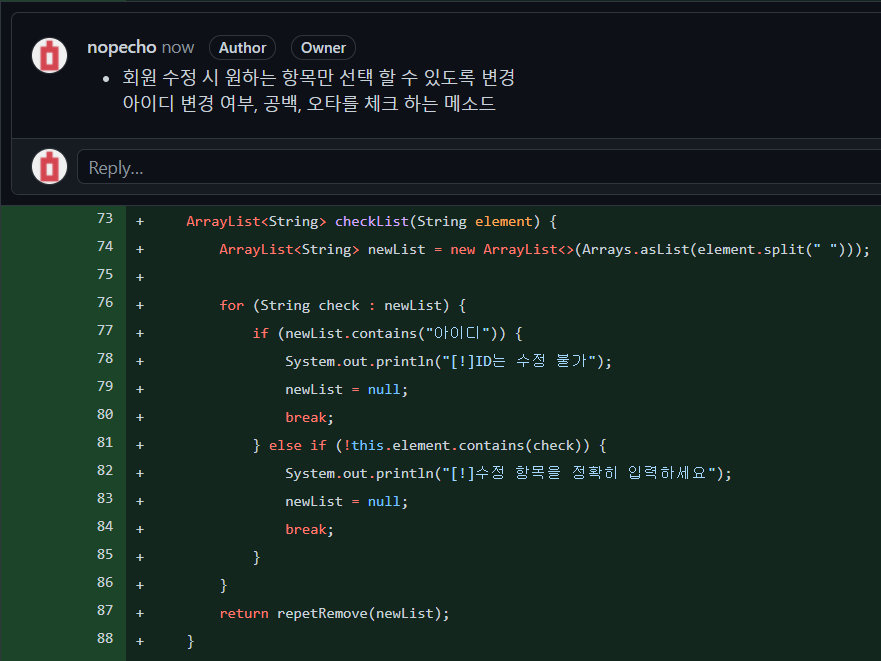 nopecho now Author Owner
• 회원 수정 시 원하는 항목만 선택 할 수 있도록 변경
아이디 변경 여부, 공백, 오타를 체크 하는 메소드
Reply...
73 + ArrayList<String> checkList(String element) {
74 + ArrayList<String> newList = new ArrayList<>(Arrays.asList(element.split(" ")));
75 +
76 + for (String check : newList) {
77 + if (newList.contains("아이디")) {
78 + System.out.println("[!]ID는 수정 불가");
79 + newList = null;
80 + break;
81 + } else if (!this.element.contains(check)) {
82 + System.out.println("[!]수정 항목을 정확히 입력하세요");
83 + newList = null;
84 + break;
85 + }
86 + }
87 + return repetRemove(newList);
88 + }